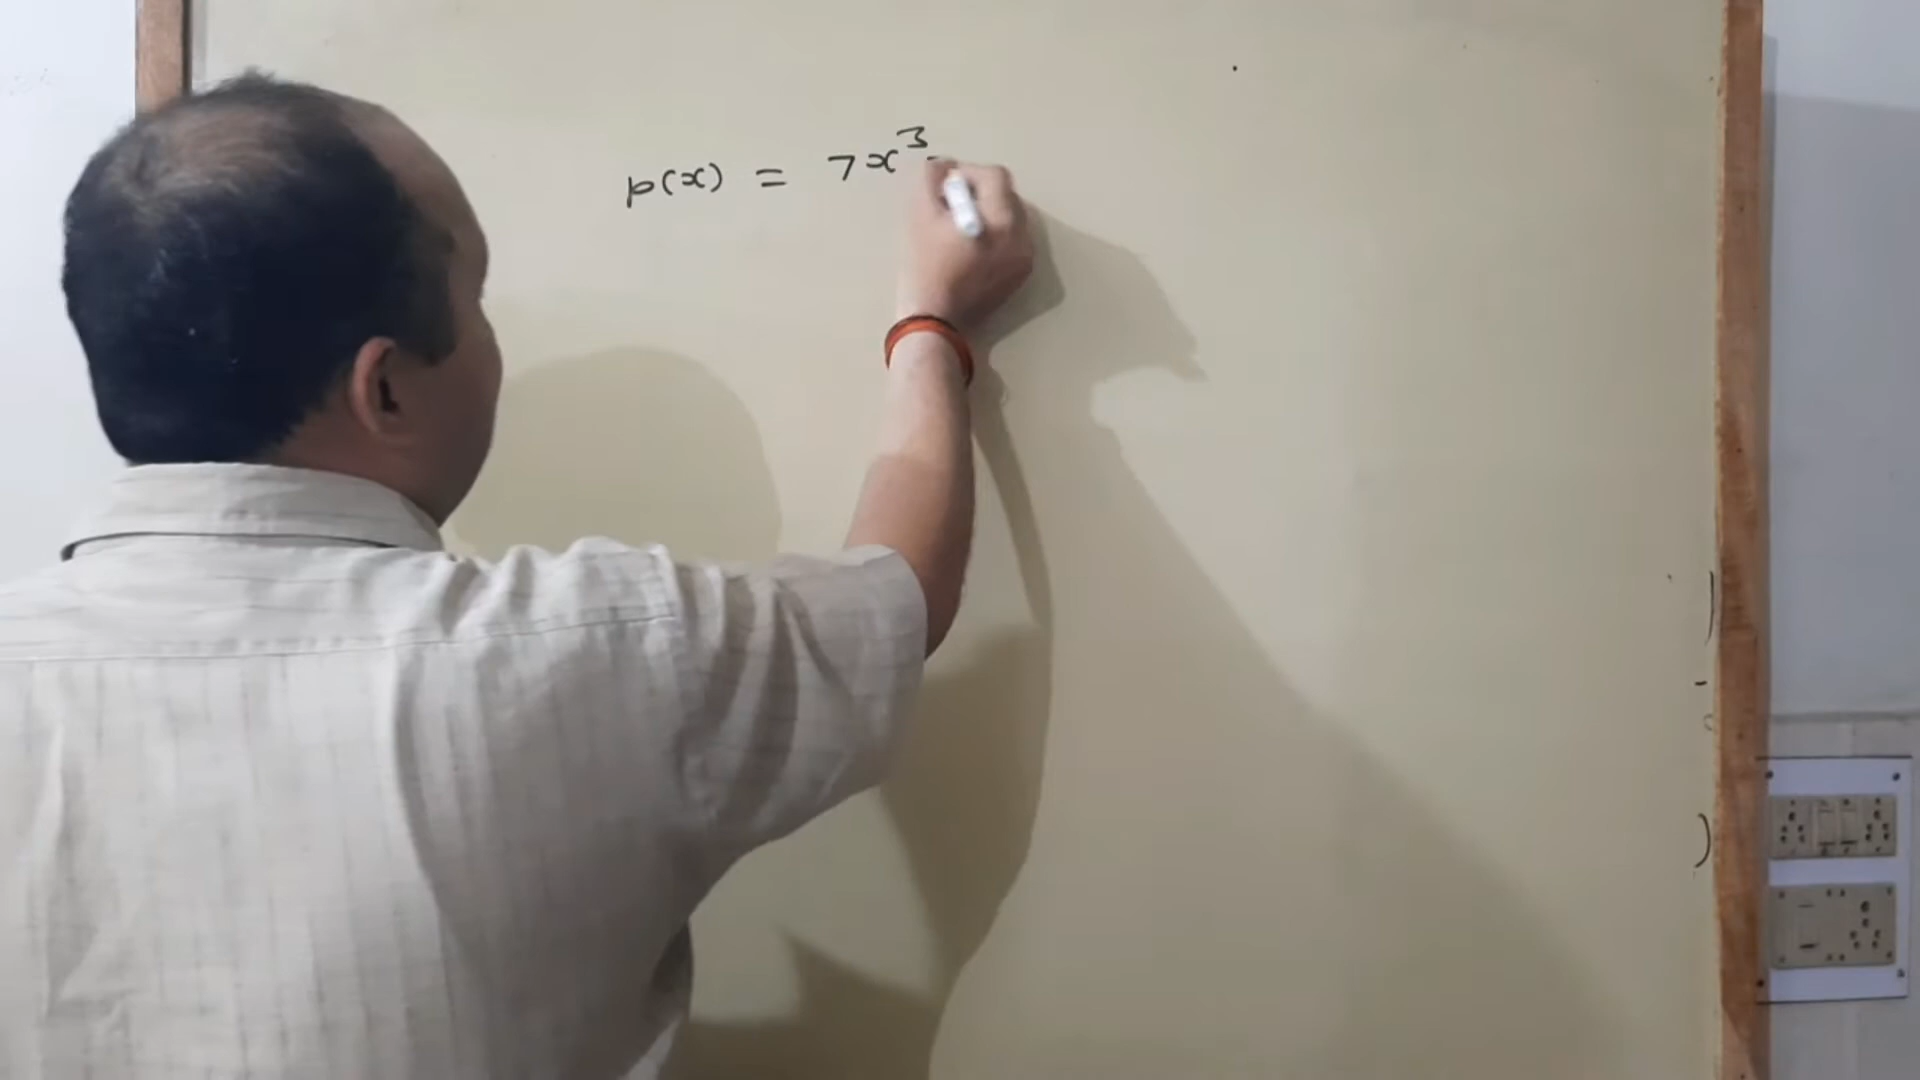 p(x) = 7x³-